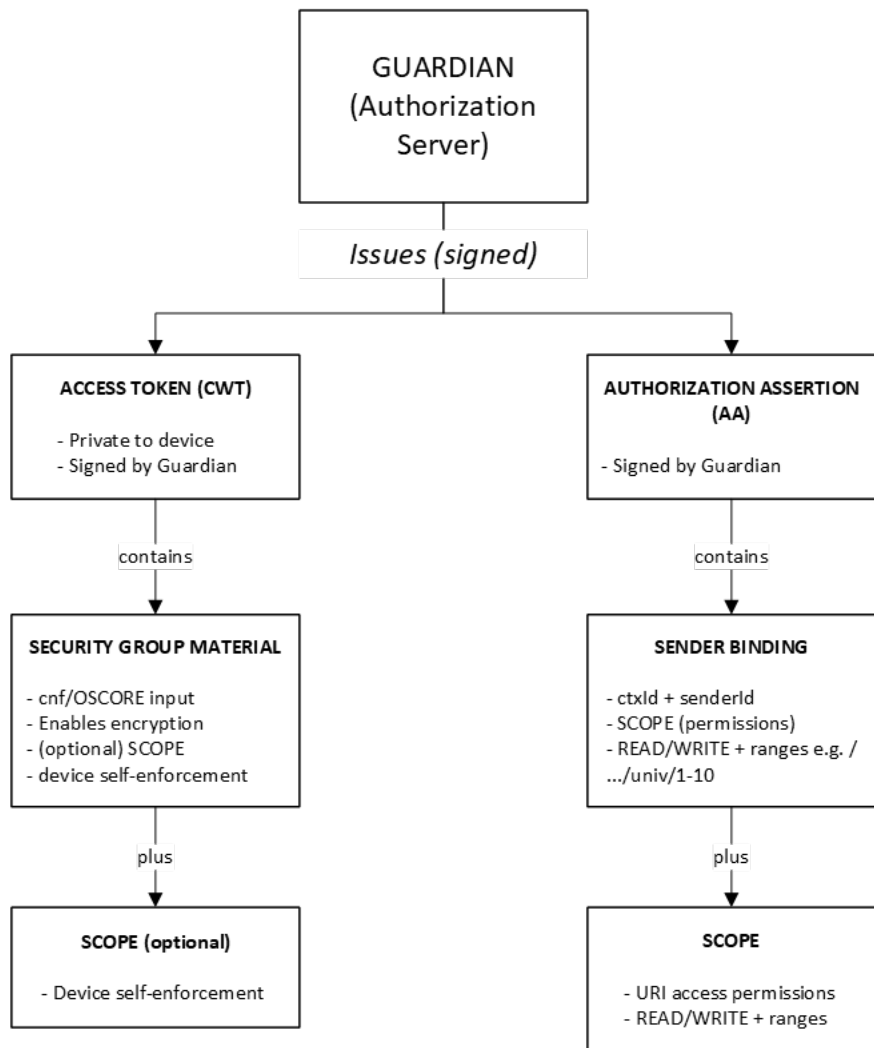 GUARDIAN
(Authorization
Server)
Issues (signed)
ACCESS TOKEN (CWT)
- Private to device
- Signed by Guardian
AUTHORIZATION ASSERTION
(AA)
- Signed by Guardian
contains
contains
SECURITY GROUP MATERIAL
- cnf/OSCORE input
- Enables encryption
- (optional) SCOPE
- device self-enforcement
SENDER BINDING
- ctxId + senderId
- SCOPE (permissions)
- READ/WRITE + ranges e.g. /
.../univ/1-10
plus
plus
SCOPE (optional)
- Device self-enforcement
SCOPE
- URI access permissions
- READ/WRITE + ranges